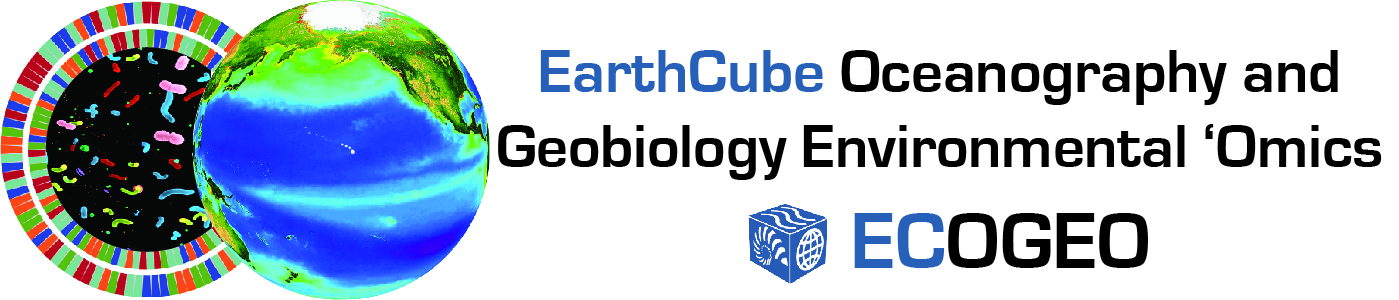 EarthCube Oceanography and
Geobiology Environmental ‘Omics
ECOGEO